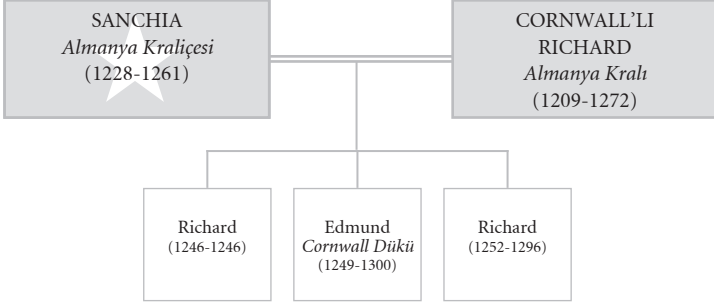 SANCHIA
Almanya Kraliçesi
(1228-1261)
CORNWALL'LI
RICHARD
Almanya Kralı
(1209-1272)
Richard
(1246-1246)
Edmund
Cornwall Dükü
(1249-1300)
Richard
(1252-1296)